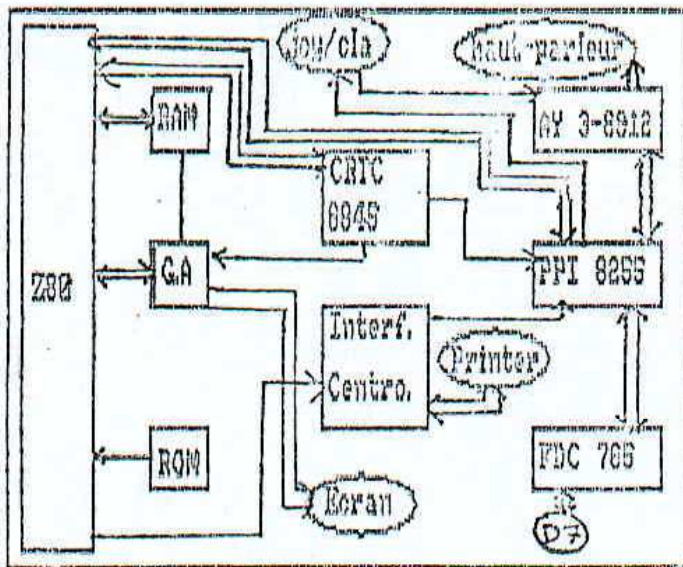 joy/cla
haut-parleur
RAM
AY 3-8912
CRTC
6845
Z80
G.A
PPI 8255
Interf.
Centro.
Printer
ROM
FDC 765
Ecran
D7